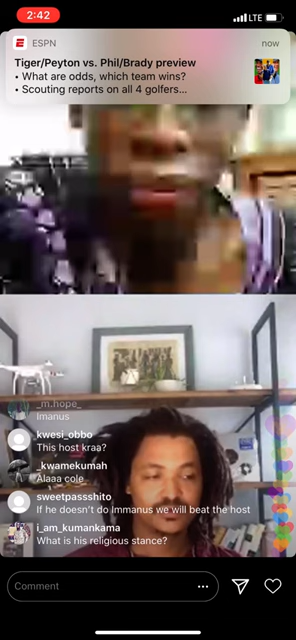 2:42
LTE
ESPN
now
Tiger/Peyton vs. Phil/Brady preview
• What are odds, which team wins?
• Scouting reports on all 4 golfers...
_m.hope_
Imanus
kwesi_obbo
This host kraa?
_kwamekumah
Alaaa cole
sweetpassshito
If he doesn't do Immanus we will beat the host
i_am_kumankama
What is his religious stance?
Comment